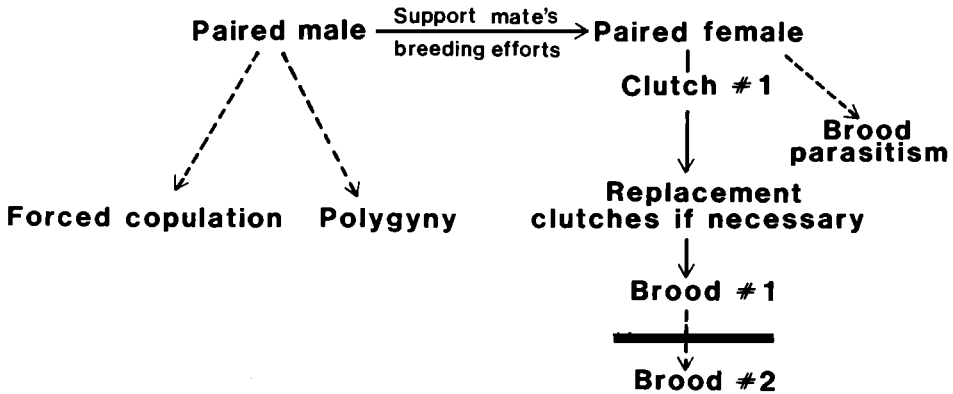 Support mate's
Paired male
breeding efforts
Paired female
Clutch #1
Brood
parasitism
Replacement
clutches if necessary
Forced copulation
Polygyny
Brood #1
Brood #2